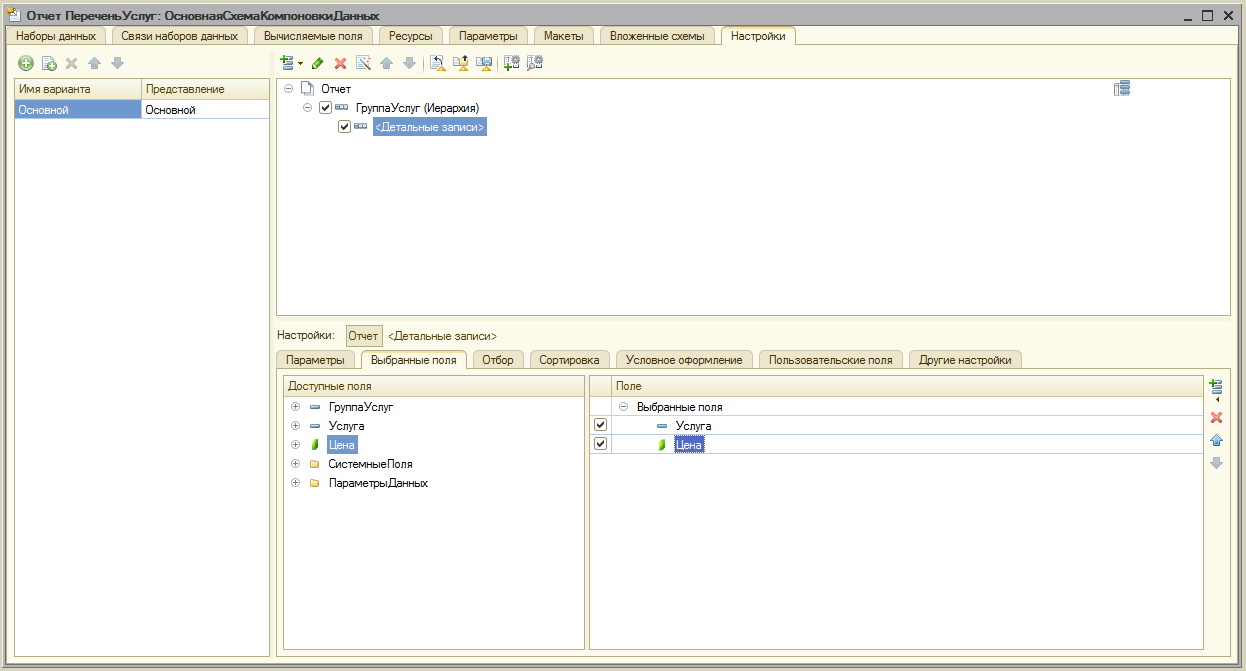 Отчет ПереченьУслуг: ОсновнаяСхемаКомпоновкиДанных
Наборы данных Связи наборов данных Вычисляемые поля Ресурсы Параметры Макеты Вложенные схемы Настройки
Имя варианта Представление
Основной Основной
Отчет
ГруппаУслуг (Иерархия)
<Детальные записи>
Настройки: Отчет <Детальные записи>
Параметры Выбранные поля Отбор Сортировка Условное оформление Пользовательские поля Другие настройки
Доступные поля
ГруппаУслуг
Услуга
Цена
СистемныеПоля
ПараметрыДанных
Поле
Выбранные поля
Услуга
Цена